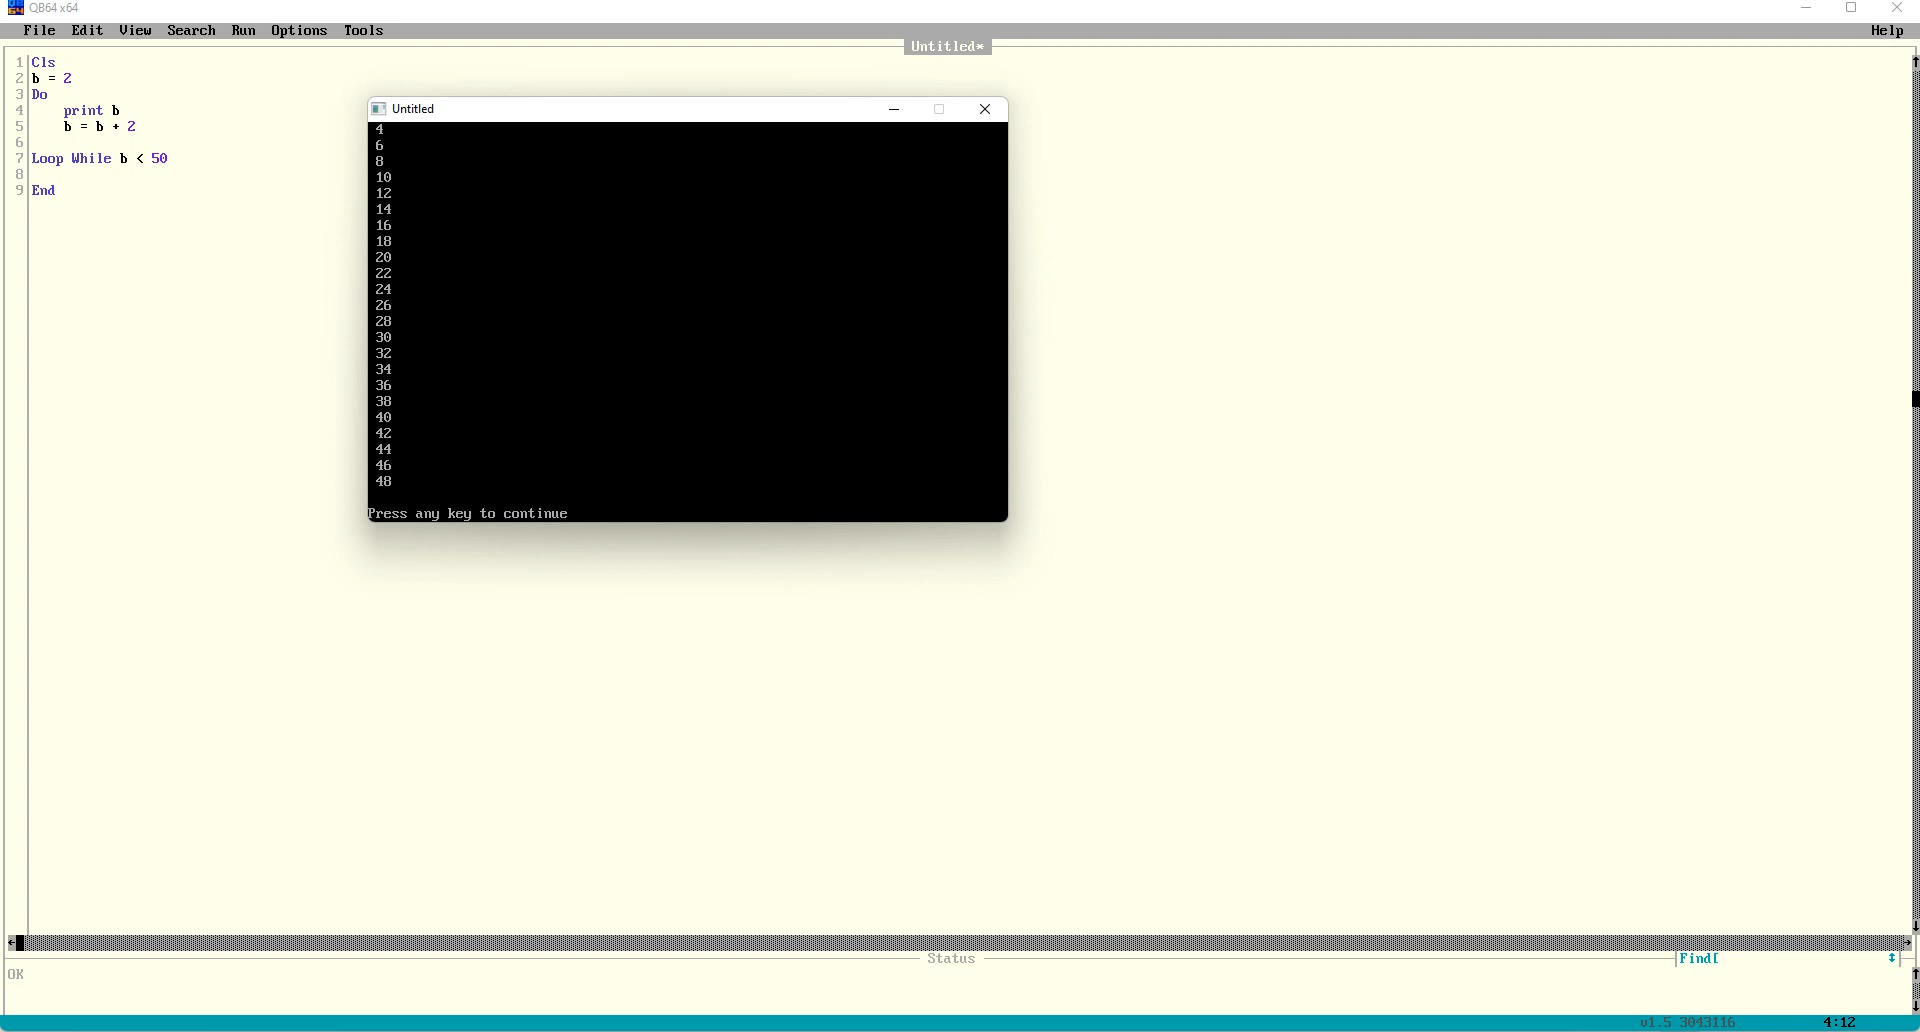 QB64 x64
File Edit View Search Run Options Tools Help
Untitled*
1 Cls
2 b = 2
3 Do
4 print b
5 b = b + 2
6
7 Loop While b < 50
8
9 End
Untitled
4
6
8
10
12
14
16
18
20
22
24
26
28
30
32
34
36
38
40
42
44
46
48
Press any key to continue
Status
Find[
OK
v1.5 3043116 4:12